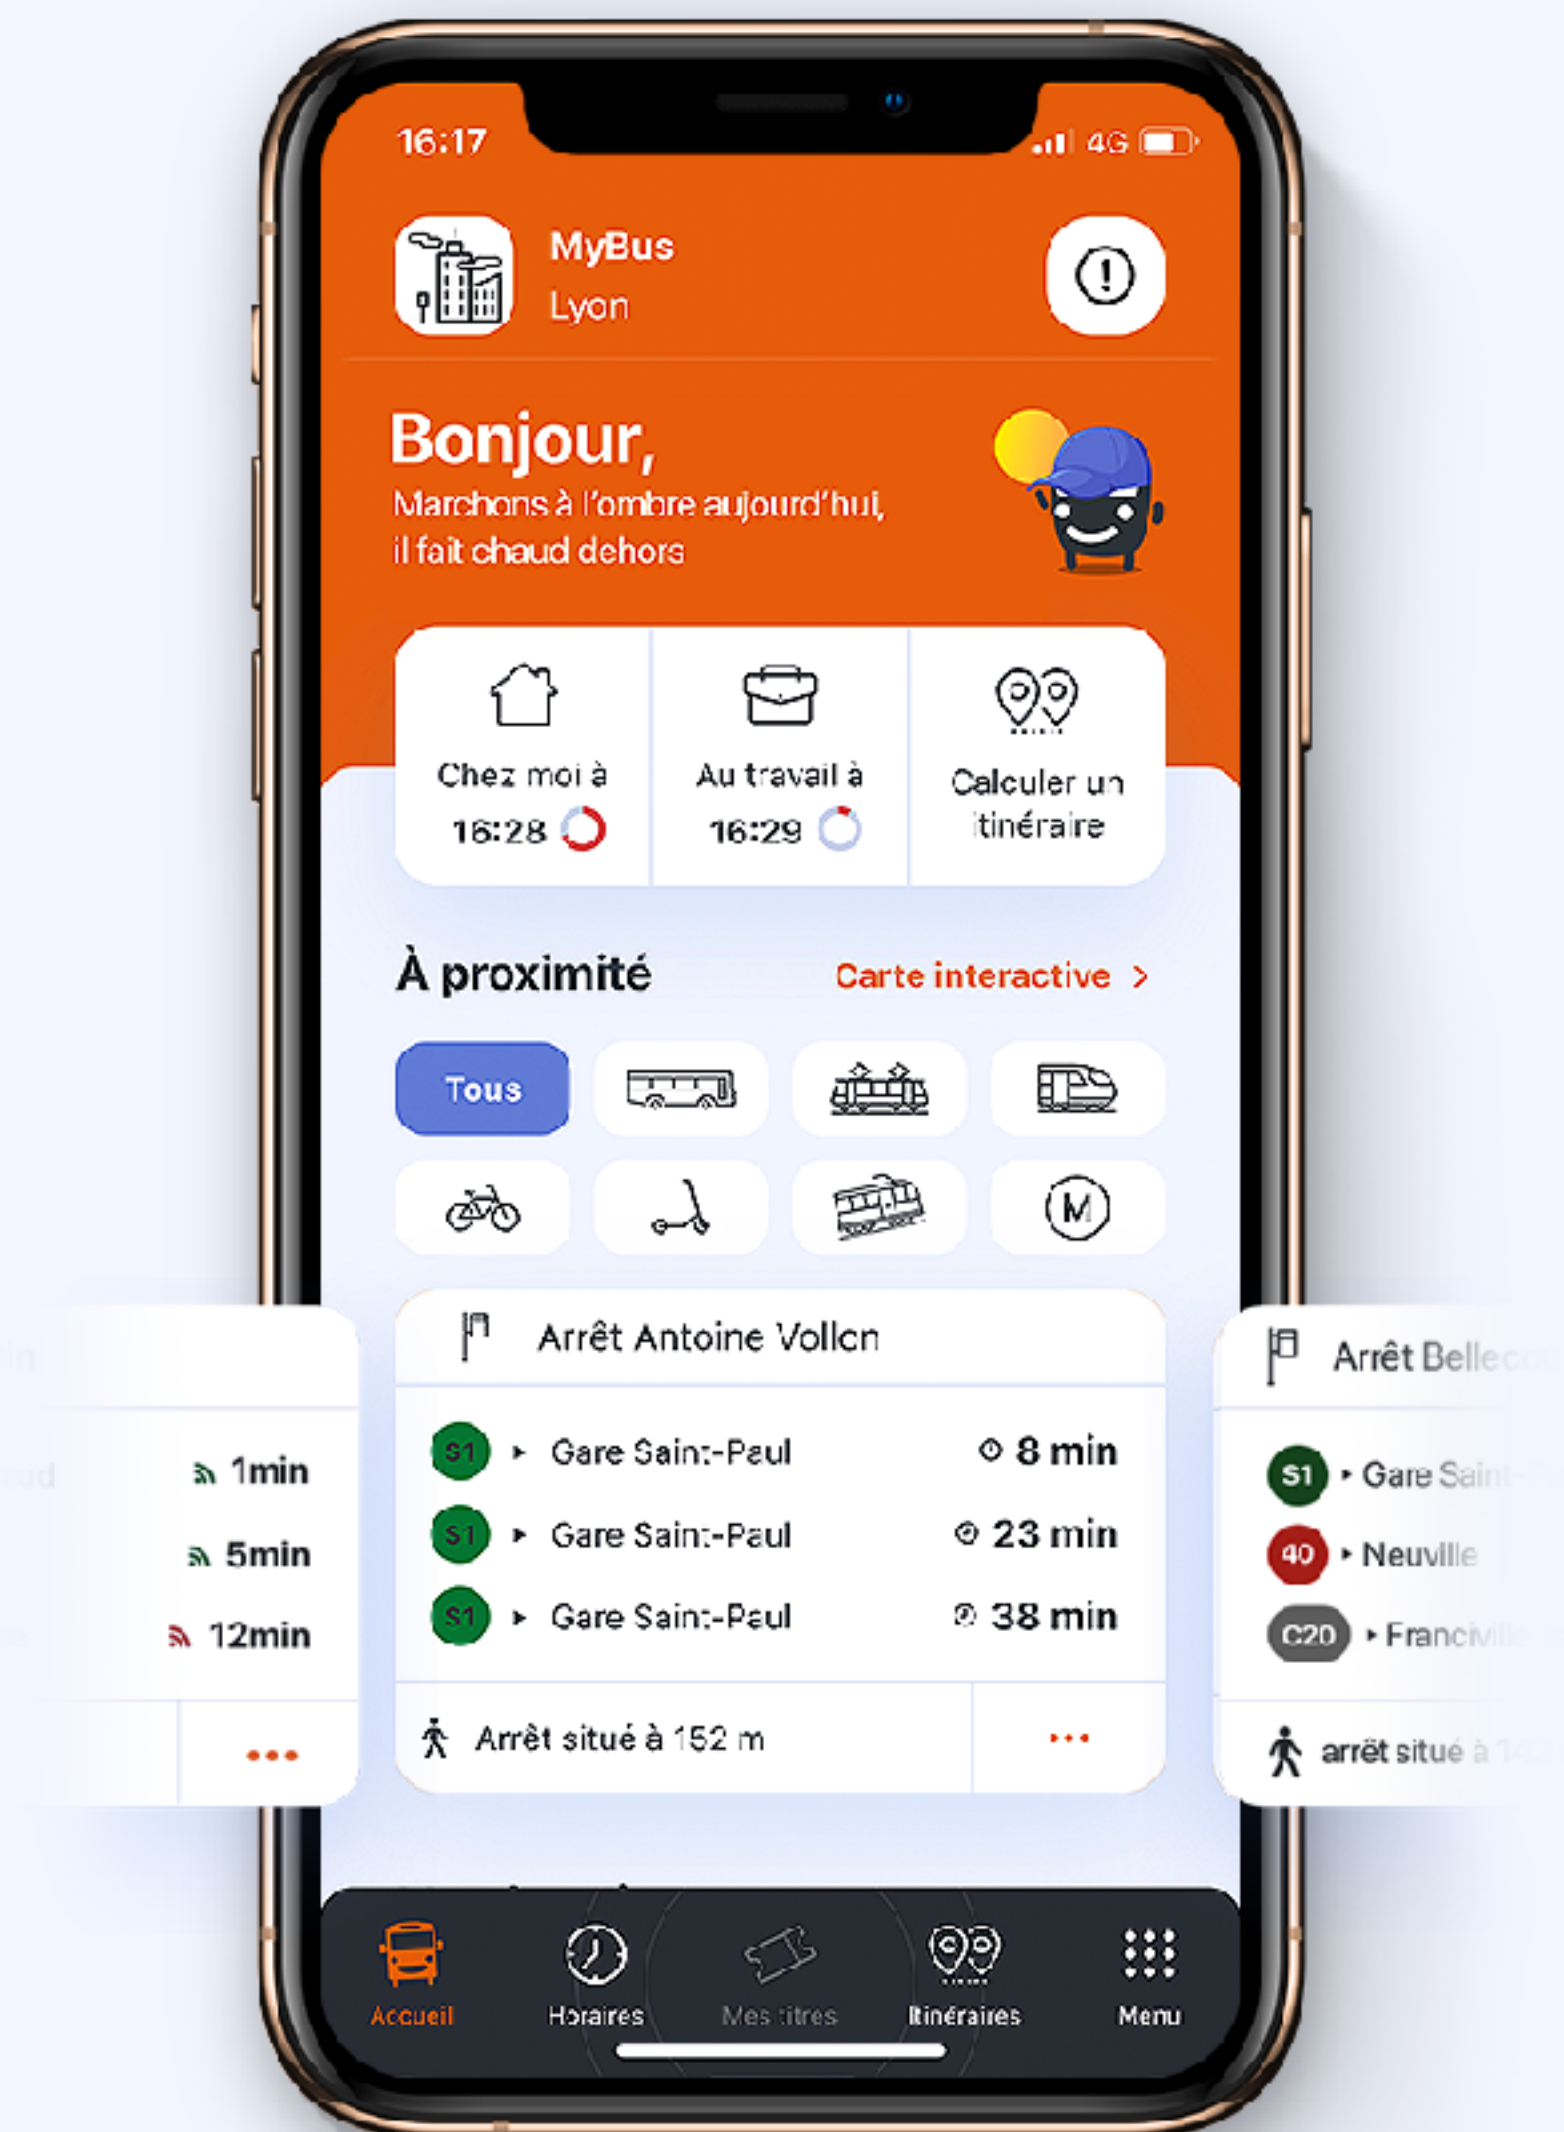 16:17
4G
MyBus
Lyon
Bonjour,
Marchons à l'ombre aujourd'hui,
il fait chaud dehors
Chez moi à
16:28
Au travail à
16:29
Calculer un
itinéraire
À proximité
Carte interactive >
Tous
M
1min
5min
12min
Arrêt Antoine Vollon
S1 ▸ Gare Saint-Paul 8 min
S1 ▸ Gare Saint-Paul 23 min
S1 ▸ Gare Saint-Paul 38 min
Arrêt situé à 152 m
Arrêt
S1 ▸ Gare
40 ▸ Neuville
C20
arrêt situé à
Accueil
Horaires
Mes titres
Itinéraires
Menu